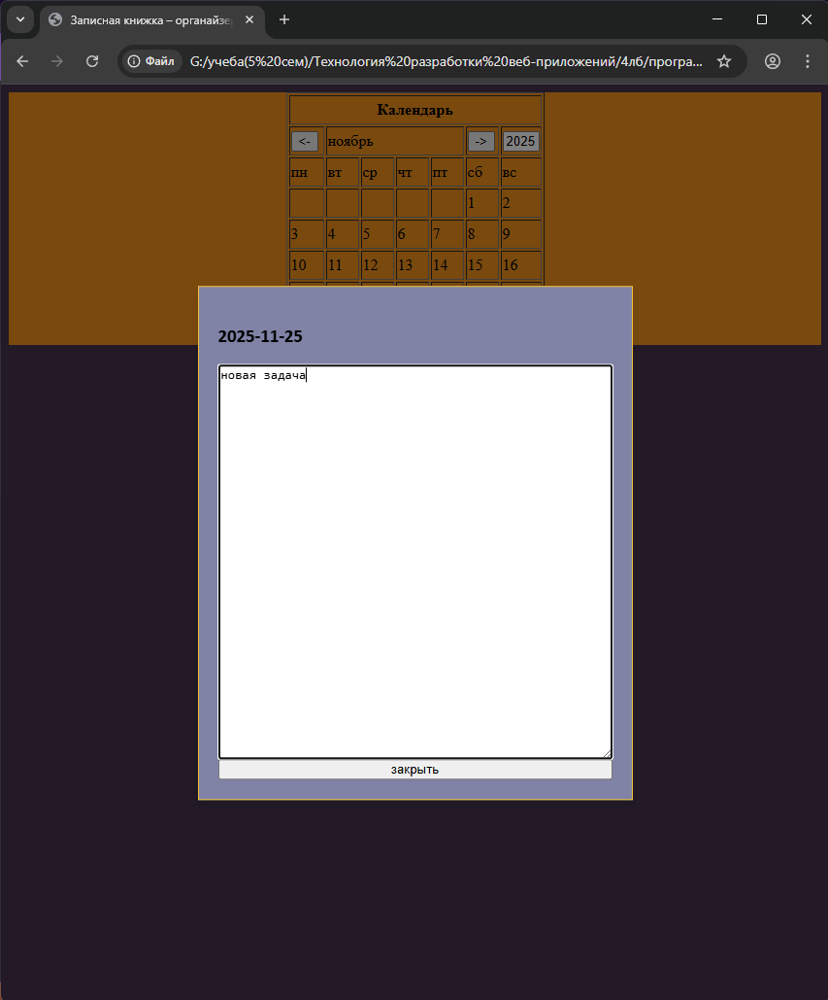 Записная книжка – органайзер
Файл
G:/учеба(5%20сем)/Технология%20разработки%20веб-приложений/4лб/програ...
Календарь
<- ноябрь -> 2025
пн вт ср чт пт сб вс
1 2
3 4 5 6 7 8 9
10 11 12 13 14 15 16
2025-11-25
новая задача
закрыть